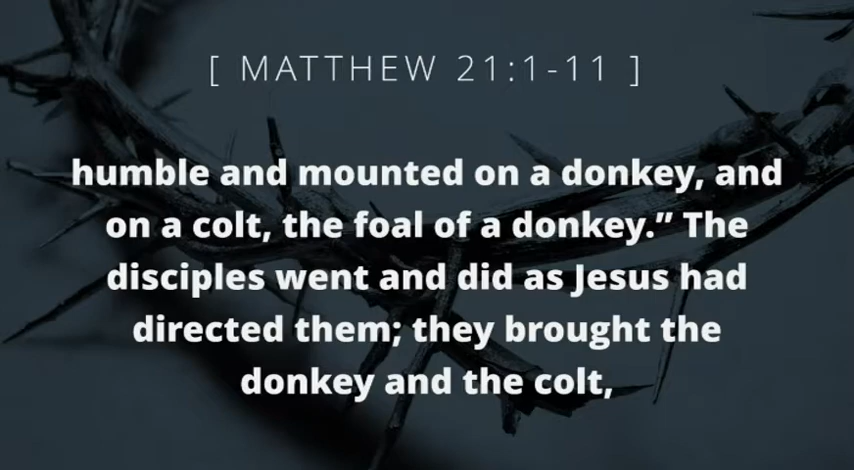 [ MATTHEW 21:1-11 ]
humble and mounted on a donkey, and
on a colt, the foal of a donkey.” The
disciples went and did as Jesus had
directed them; they brought the
donkey and the colt,